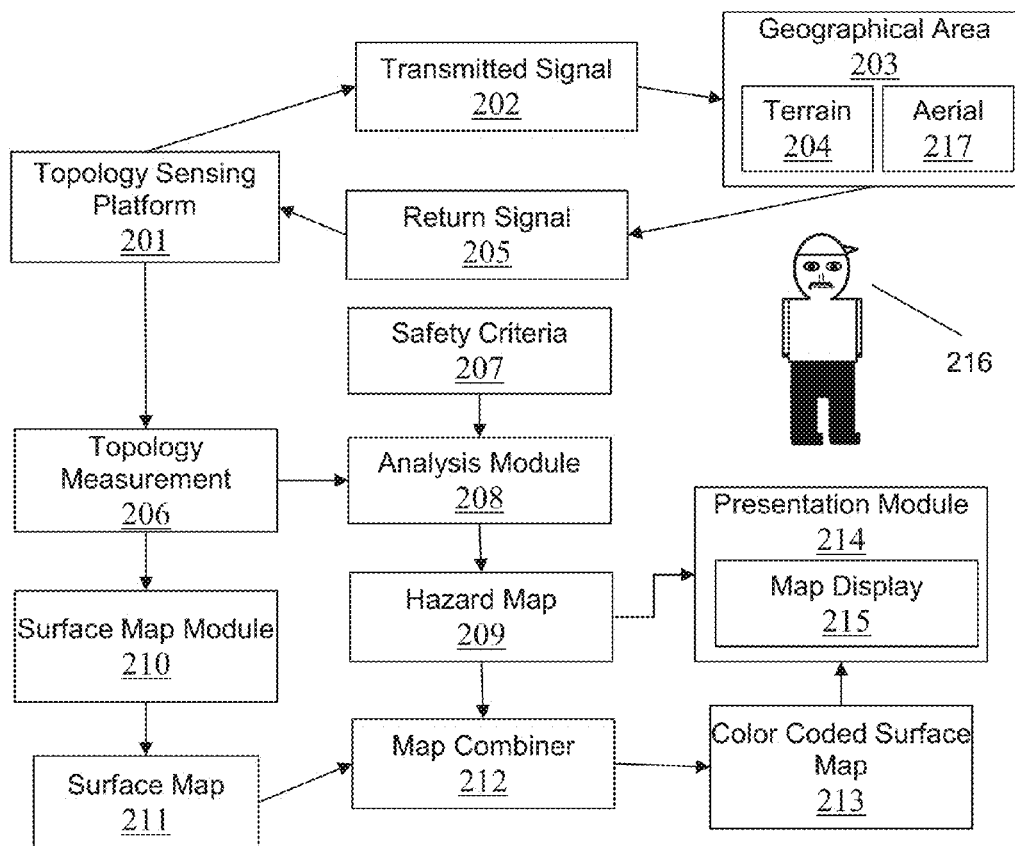 Transmitted Signal
202
Geographical Area
203
Terrain
204
Aerial
217
Topology Sensing
Platform
201
Return Signal
205
216
Safety Criteria
207
Topology
Measurement
206
Analysis Module
208
Presentation Module
214
Map Display
215
Surface Map Module
210
Hazard Map
209
Surface Map
211
Map Combiner
212
Color Coded Surface
Map
213